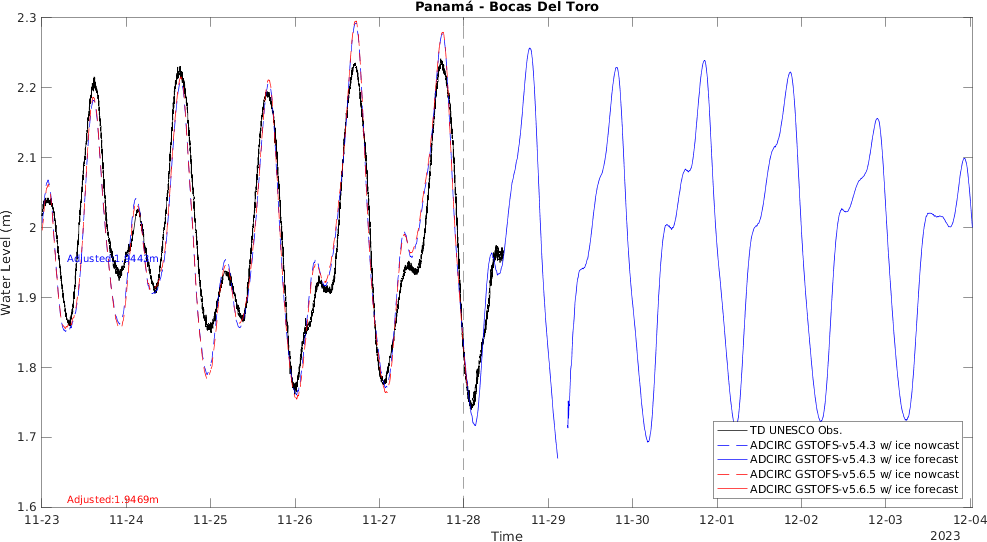 Panamá - Bocas Del Toro
2.3
2.2
2.1
2
1.9
1.8
1.7
1.6
Water Level (m)
Adjusted:1.9441m
Adjusted:1.9469m
TD UNESCO Obs.
ADCIRC GSTOFS-v5.4.3 w/ ice nowcast
ADCIRC GSTOFS-v5.4.3 w/ ice forecast
ADCIRC GSTOFS-v5.6.5 w/ ice nowcast
ADCIRC GSTOFS-v5.6.5 w/ ice forecast
11-23 11-24 11-25 11-26 11-27 11-28 11-29 11-30 12-01 12-02 12-03 12-04
Time
2023